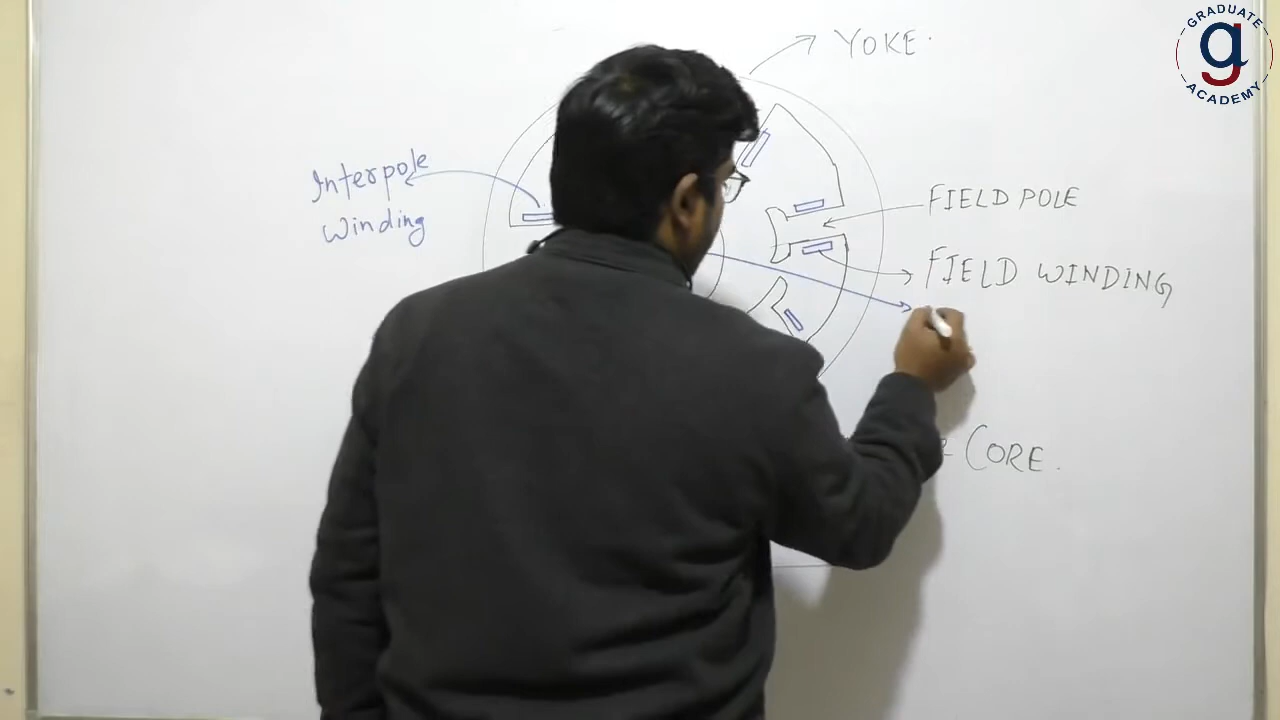 GRADUATE
a
ACADEMY
YOKE.
Interpole
Winding
FIELD POLE
FIELD WINDING
CORE.